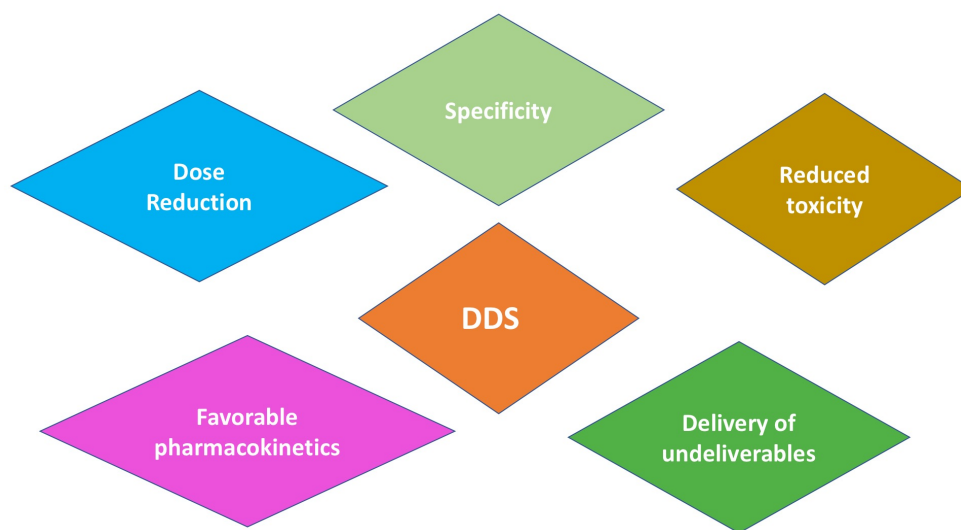 Specificity
Dose
Reduction
Reduced
toxicity
DDS
Favorable
pharmacokinetics
Delivery of
undeliverables